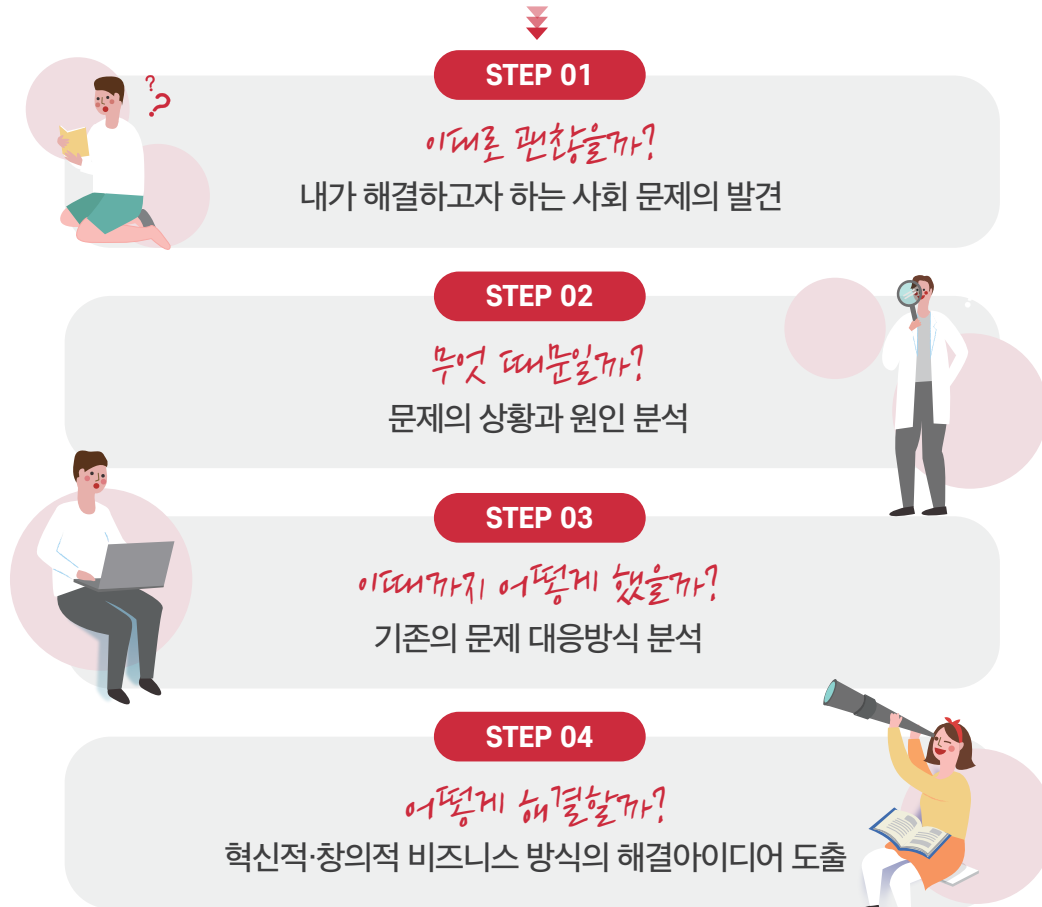 STEP 01
이대로 괜찮을까?
내가 해결하고자 하는 사회 문제의 발견
STEP 02
무엇 때문일까?
문제의 상황과 원인 분석
STEP 03
이때까지 어떻게 했을까?
기존의 문제 대응방식 분석
STEP 04
어떻게 해결할까?
혁신적·창의적 비즈니스 방식의 해결아이디어 도출